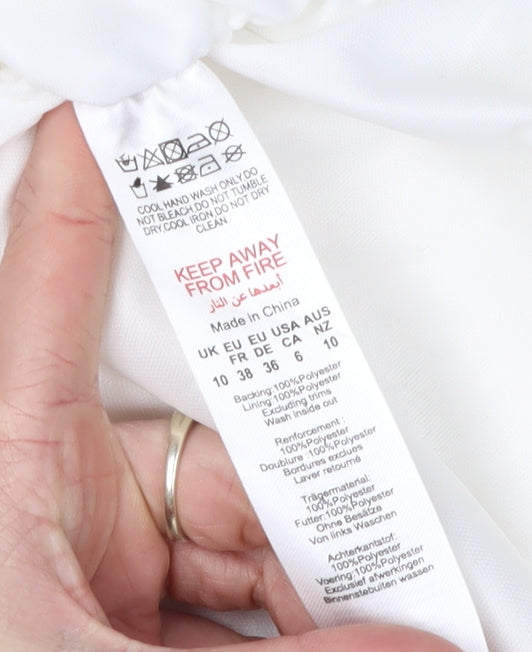 COOL HAND WASH ONLY.DO
NOT BLEACH.DO NOT TUMBLE
DRY,COOL IRON DO NOT DRY
CLEAN
KEEP AWAY
FROM FIRE
أبعدها عن النار
Made in China
UK EU EU USA AUS
FR DE CA NZ
10 38 36 6 10
Backing:100%Polyester
Lining:100%Polyester
Excluding trims
Wash inside out
Renforcement :
100%Polyester
Doublure :100%Polyester
Bordures exclues
Laver retourné
Trägermaterial:
100%Polyester
Futter:100%Polyester
Ohne Besätze
Von links Waschen
Achterkantstof:
100%Polyester
Voering:100%Polyester
Exclusief afwerkingen
Binnenstebuiten wassen